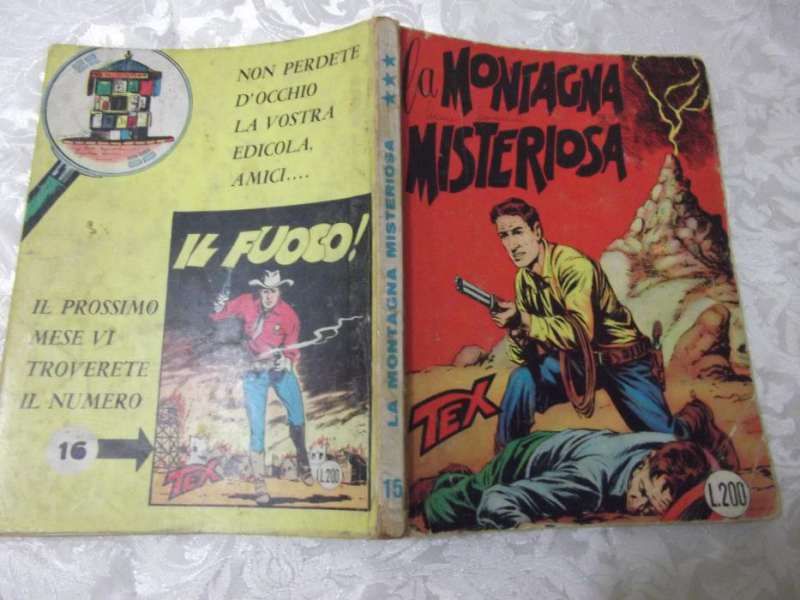 NON PERDETE
D'OCCHIO
LA VOSTRA
EDICOLA,
AMICI....
IL FUOCO!
IL PROSSIMO
MESE VI
TROVERETE
IL NUMERO
16
TEX
L.200
★★★
LA MONTAGNA MISTERIOSA
15
la MONTAGNA
MISTERIOSA
TEX
L.200